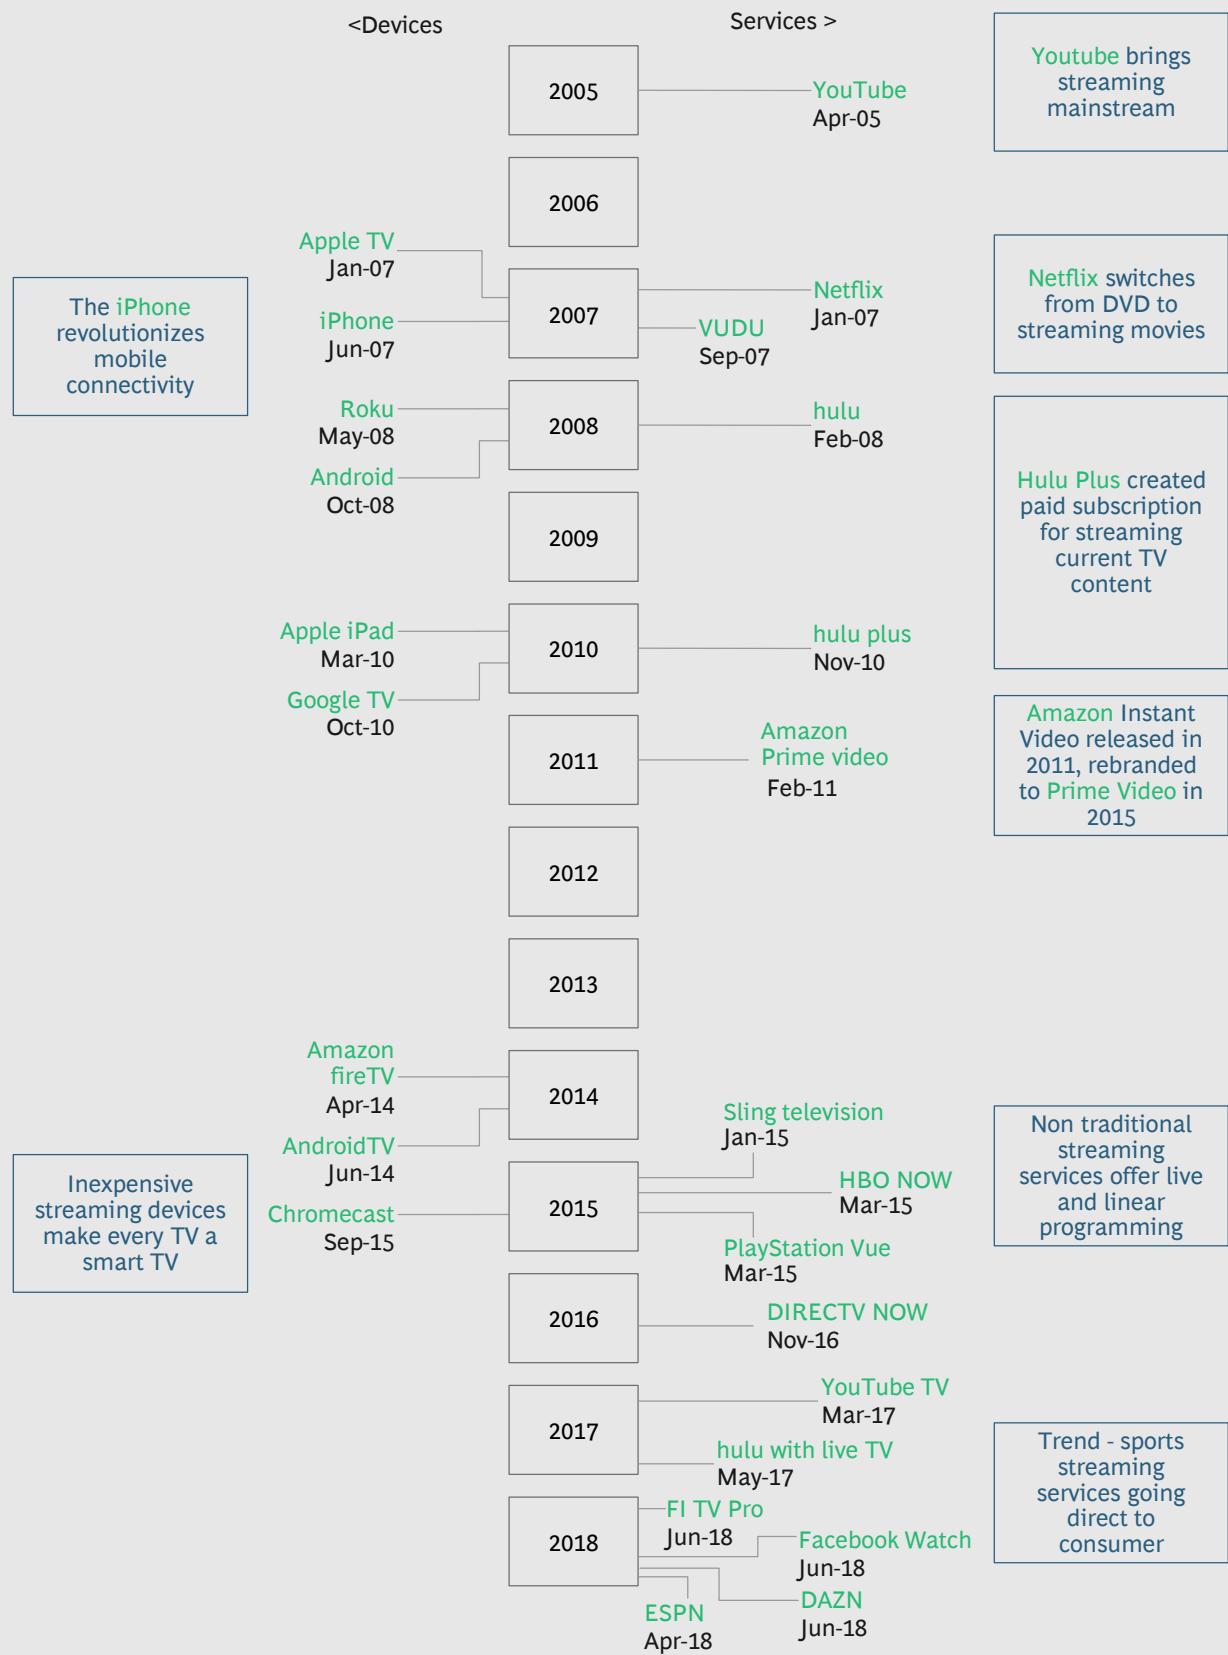 <Devices
Services >
2005
YouTube
Apr-05
Youtube brings
streaming
mainstream
2006
Apple TV
Jan-07
The iPhone
revolutionizes
mobile
connectivity
iPhone
Jun-07
2007
Netflix
Jan-07
VUDU
Sep-07
Netflix switches
from DVD to
streaming movies
Roku
May-08
Android
Oct-08
2008
hulu
Feb-08
Hulu Plus created
paid subscription
for streaming
current TV
content
2009
Apple iPad
Mar-10
Google TV
Oct-10
2010
hulu plus
Nov-10
2011
Amazon
Prime video
Feb-11
Amazon Instant
Video released in
2011, rebranded
to Prime Video in
2015
2012
2013
Amazon
fireTV
Apr-14
AndroidTV
Jun-14
2014
Inexpensive
streaming devices
make every TV a
smart TV
Chromecast
Sep-15
2015
Sling television
Jan-15
HBO NOW
Mar-15
PlayStation Vue
Mar-15
Non traditional
streaming
services offer live
and linear
programming
2016
DIRECTV NOW
Nov-16
2017
YouTube TV
Mar-17
hulu with live TV
May-17
Trend - sports
streaming
services going
direct to
consumer
2018
FI TV Pro
Jun-18
Facebook Watch
Jun-18
DAZN
Jun-18
ESPN
Apr-18